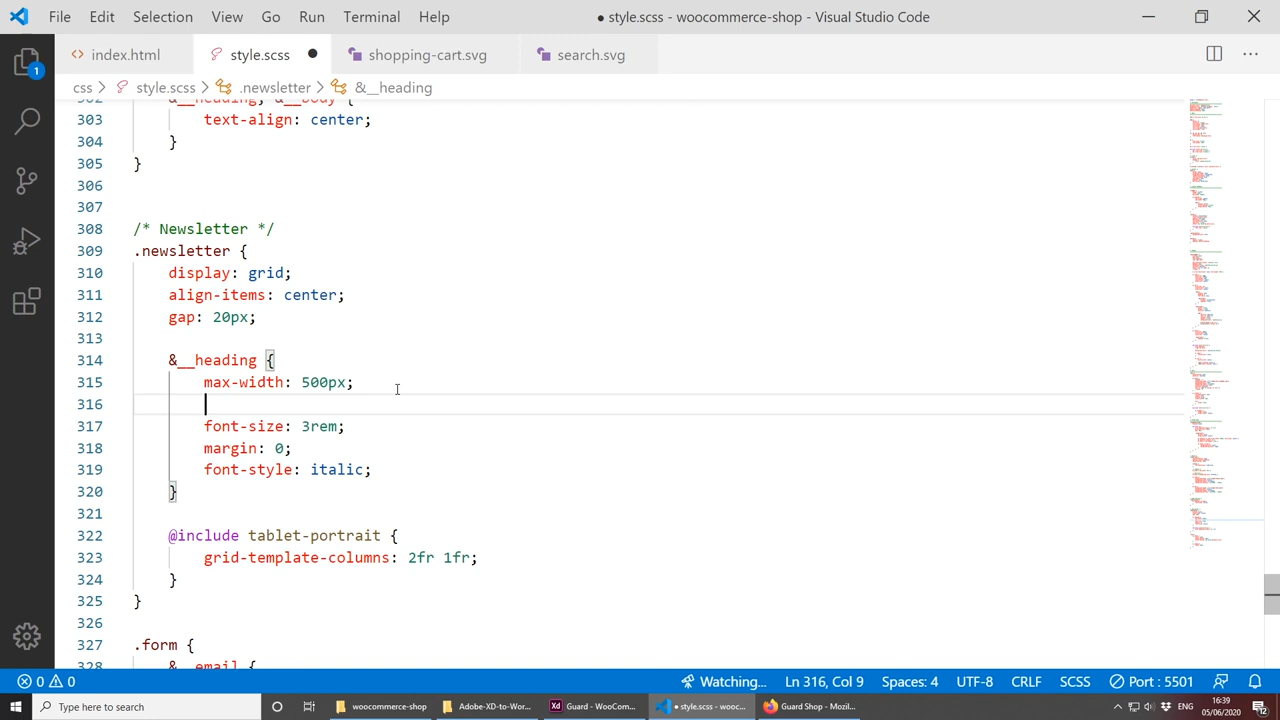 File Edit Selection View Go Run Terminal Help
● style.scss - woocommerce-shop - Visual Studio Code
index.html style.scss shopping-cart.svg search.svg
css > style.scss > .newsletter > &__heading
302 &__heading, &__body {
303 text-align: center;
304 }
305 }
306
307
308 /* Newsletter */
309 .newsletter {
310 display: grid;
311 align-items: center;
312 gap: 20px;
313
314 &__heading {
315 max-width: 500px;
316
317 font-size: 3rem;
318 margin: 0;
319 font-style: italic;
320 }
321
322 @include tablet-portrait {
323 grid-template-columns: 2fr 1fr;
324 }
325 }
326
327 .form {
328 &__email {
1
0 0 Watching... Ln 316, Col 9 Spaces: 4 UTF-8 CRLF SCSS Port : 5501
Type here to search
woocommerce-shop
Adobe-XD-to-Wor...
Guard - WooCom...
● style.scss - wooc...
Guard Shop - Mozil...
ENG
16:39
05/06/2020
12